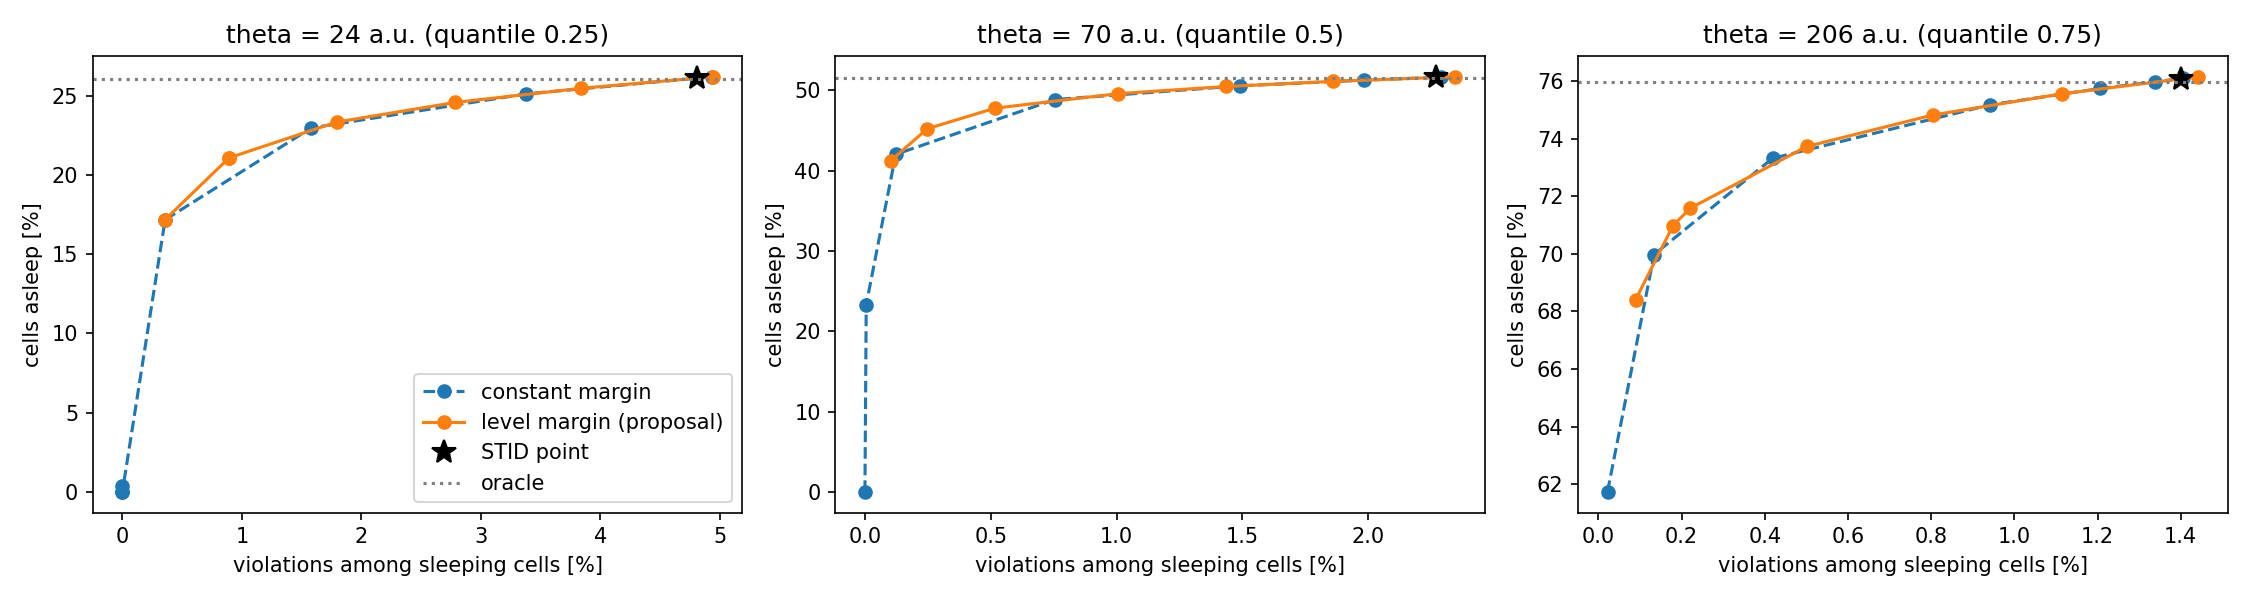 theta = 24 a.u. (quantile 0.25)
cells asleep [%]
25
20
15
10
5
0
0 1 2 3 4 5
violations among sleeping cells [%]
constant margin
level margin (proposal)
STID point
oracle
theta = 70 a.u. (quantile 0.5)
cells asleep [%]
50
40
30
20
10
0
0.0 0.5 1.0 1.5 2.0
violations among sleeping cells [%]
theta = 206 a.u. (quantile 0.75)
cells asleep [%]
76
74
72
70
68
66
64
62
0.0 0.2 0.4 0.6 0.8 1.0 1.2 1.4
violations among sleeping cells [%]